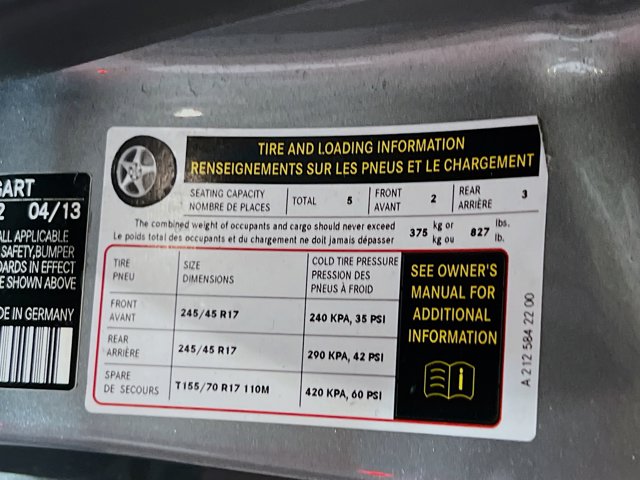 GART
2 04/13
ALL APPLICABLE
SAFETY, BUMPER
DARDS IN EFFECT
E SHOWN ABOVE
DE IN GERMANY
TIRE AND LOADING INFORMATION
RENSEIGNEMENTS SUR LES PNEUS ET LE CHARGEMENT
SEATING CAPACITY
NOMBRE DE PLACES
TOTAL 5
FRONT
AVANT
2
REAR
ARRIÈRE
3
The combined weight of occupants and cargo should never exceed
Le poids total des occupants et du chargement ne doit jamais dépasser
375 kg or
kg ou
827 lbs.
lb.
TIRE
PNEU
SIZE
DIMENSIONS
COLD TIRE PRESSURE
PRESSION DES
PNEUS À FROID
FRONT
AVANT
245/45 R17
240 KPA, 35 PSI
REAR
ARRIÈRE
245/45 R17
290 KPA, 42 PSI
SPARE
DE SECOURS
T155/70 R17 110M
420 KPA, 60 PSI
SEE OWNER'S
MANUAL FOR
ADDITIONAL
INFORMATION
A 212 584 22 00